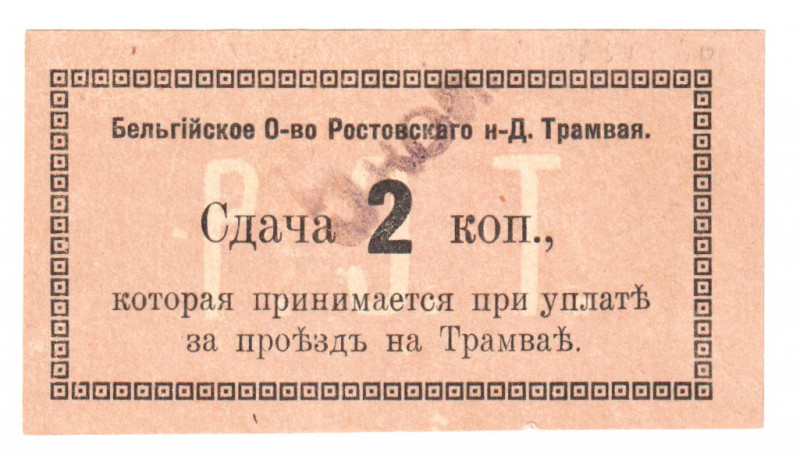 Бельгійское О-во Ростовскаго н-Д. Трамвая.
Сдача 2 коп.,
которая принимается при уплатѣ
за проѣздъ на Трамваѣ.